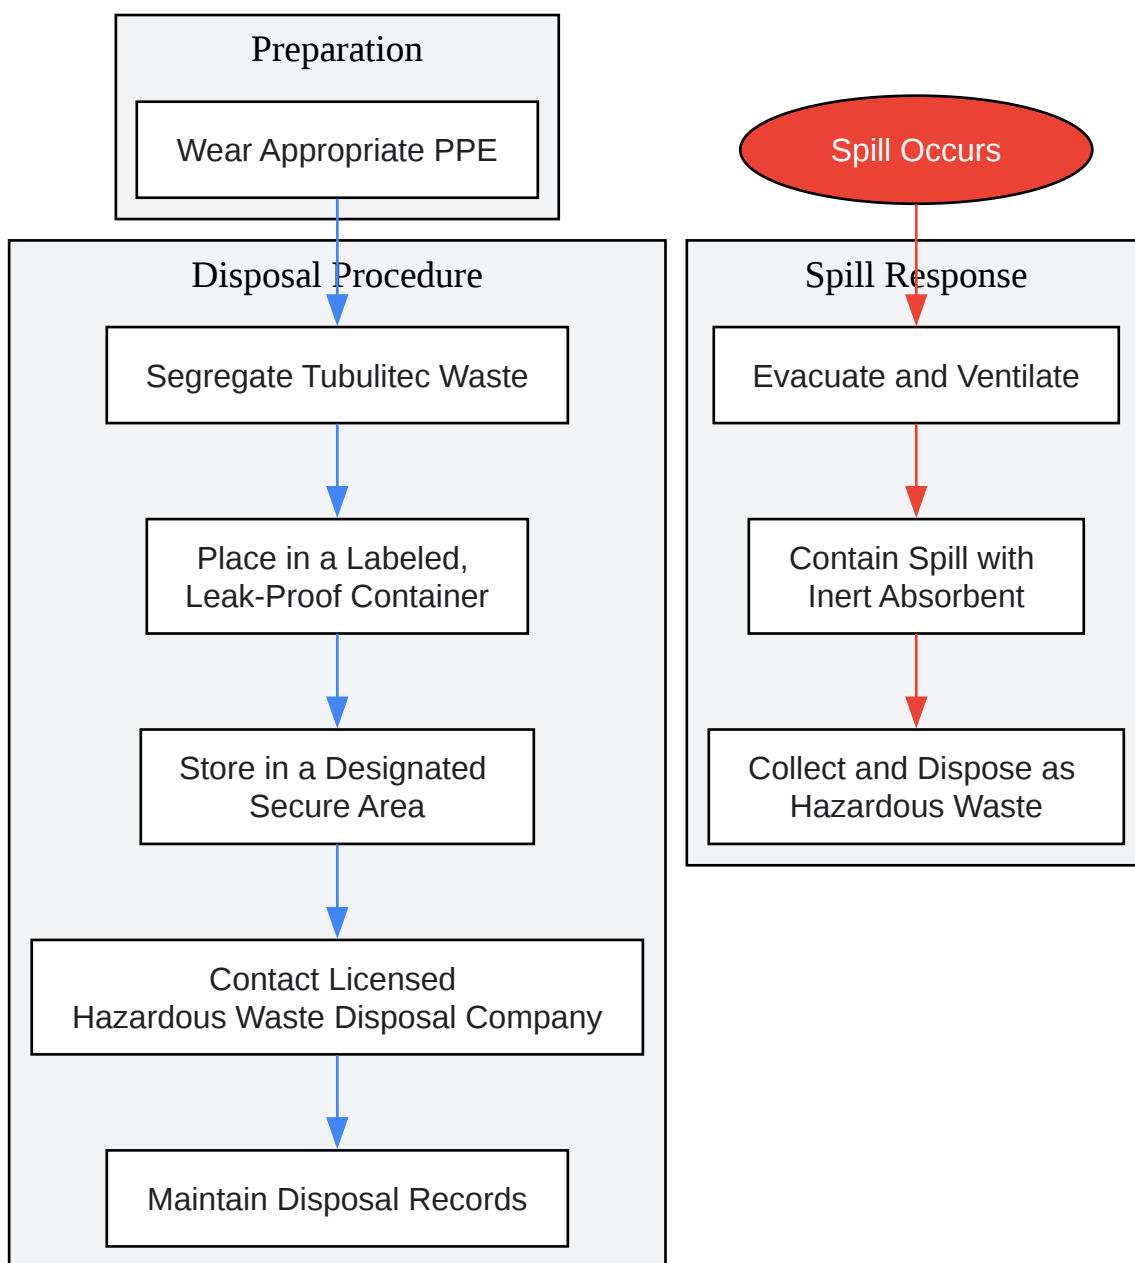 Preparation
Wear Appropriate PPE
Disposal Procedure
Segregate Tubulitec Waste
Place in a Labeled,
Leak-Proof Container
Store in a Designated
Secure Area
Contact Licensed
Hazardous Waste Disposal Company
Maintain Disposal Records
Spill Occurs
Spill Response
Evacuate and Ventilate
Contain Spill with
Inert Absorbent
Collect and Dispose as
Hazardous Waste